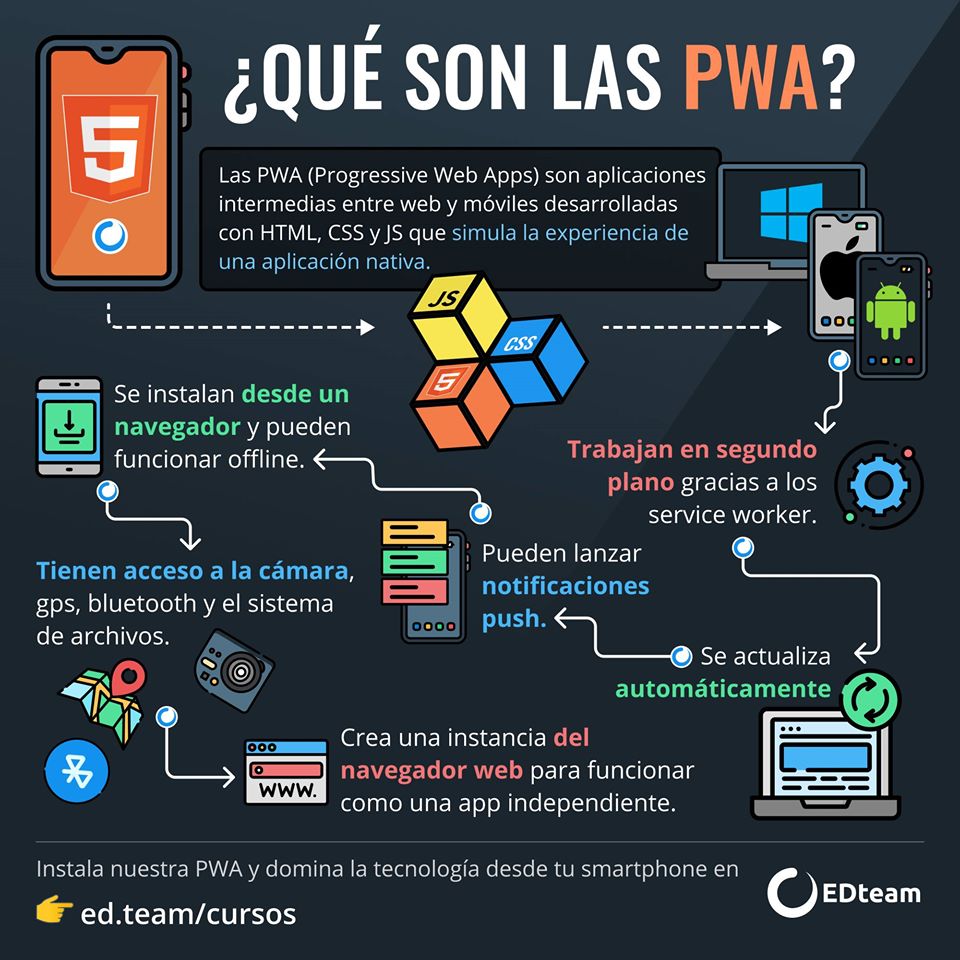 ¿QUÉ SON LAS PWA?
Las PWA (Progressive Web Apps) son aplicaciones
intermedias entre web y móviles desarrolladas
con HTML, CSS y JS que simula la experiencia de
una aplicación nativa.
5
JS
CSS
5
Trabajan en segundo
plano gracias a los
service worker.
Se actualiza
automáticamente
Pueden lanzar
notificaciones
push.
Se instalan desde un
navegador y pueden
funcionar offline.
Tienen acceso a la cámara,
gps, bluetooth y el sistema
de archivos.
www.
Crea una instancia del
navegador web para funcionar
como una app independiente.
Instala nuestra PWA y domina la tecnología desde tu smartphone en
ed.team/cursos
EDteam